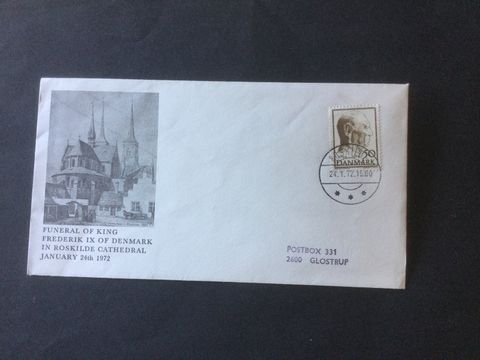 50
DANMARK
24.1.72.16.00
FUNERAL OF KING
FREDERIK IX OF DENMARK
IN ROSKILDE CATHEDRAL
JANUARY 24th 1972
POSTBOX 331
2600 GLOSTRUP